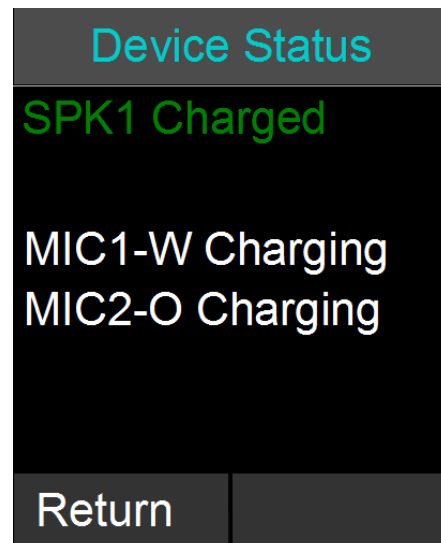 Device Status
SPK1 Charged
MIC1-W Charging
MIC2-O Charging
Return